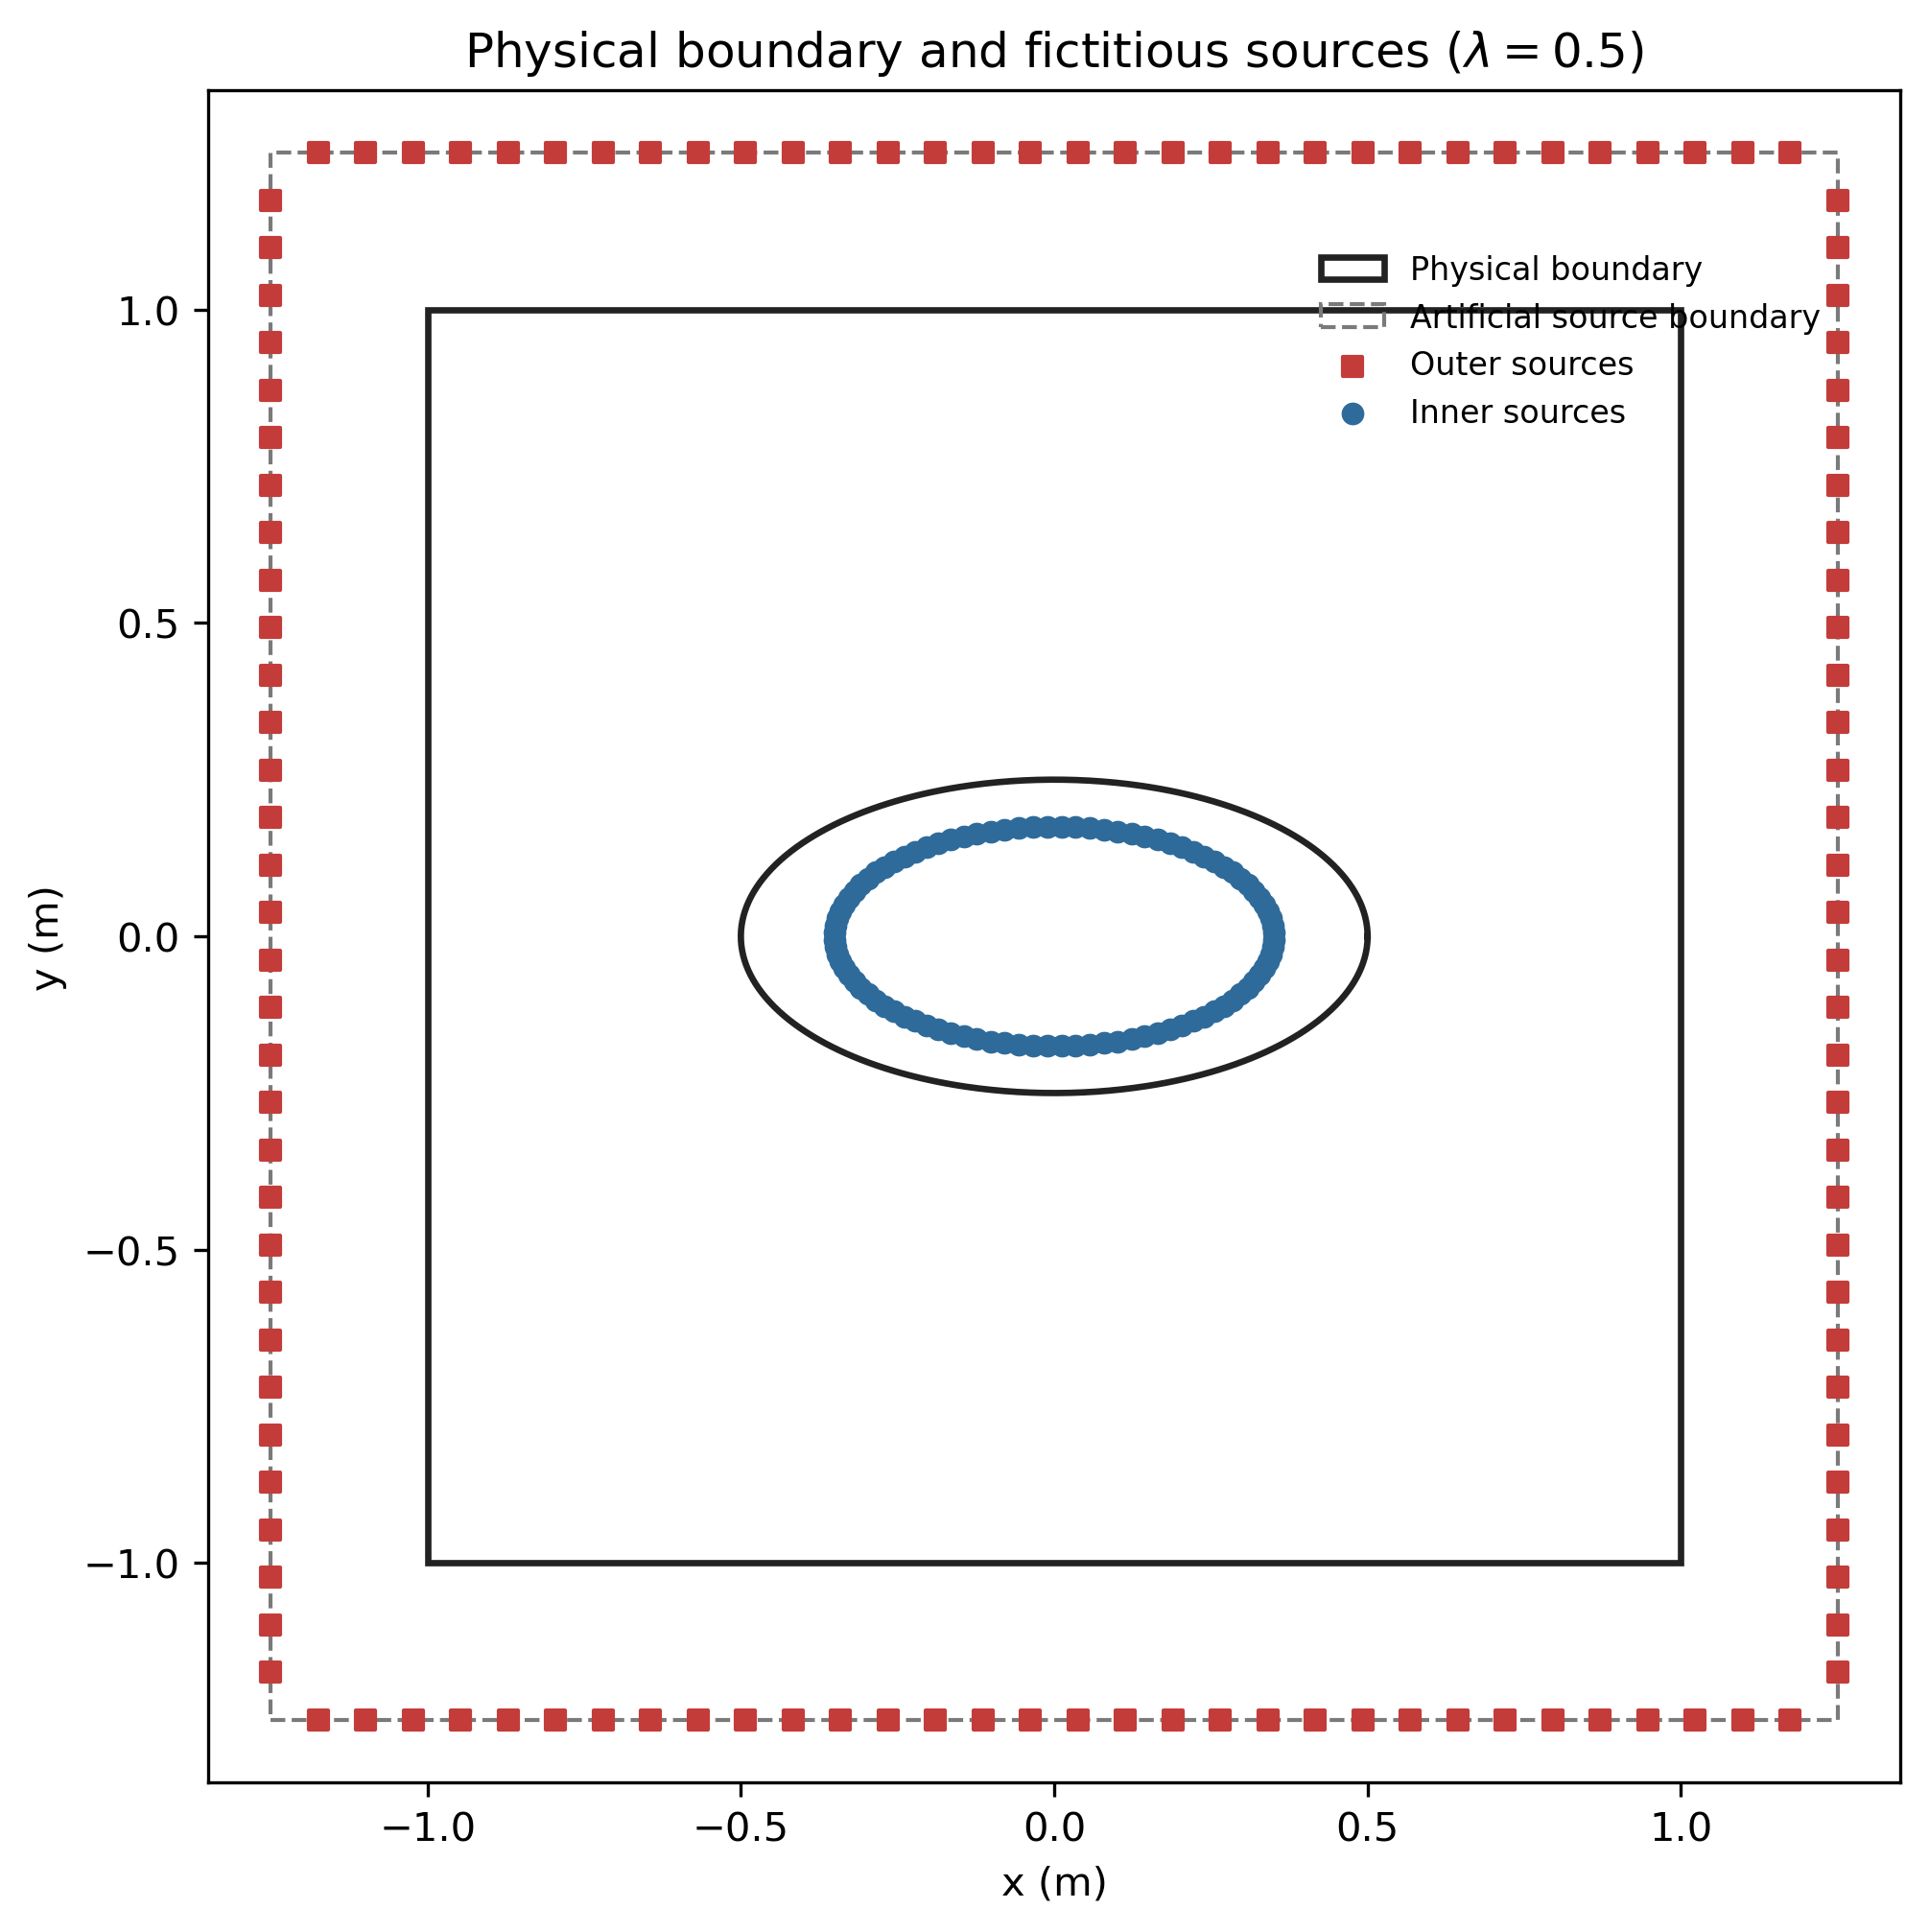 Physical boundary and fictitious sources (λ = 0.5)
Physical boundary
Artificial source boundary
Outer sources
Inner sources
1.0
0.5
0.0
−0.5
−1.0
y (m)
−1.0
−0.5
0.0
0.5
1.0
x (m)